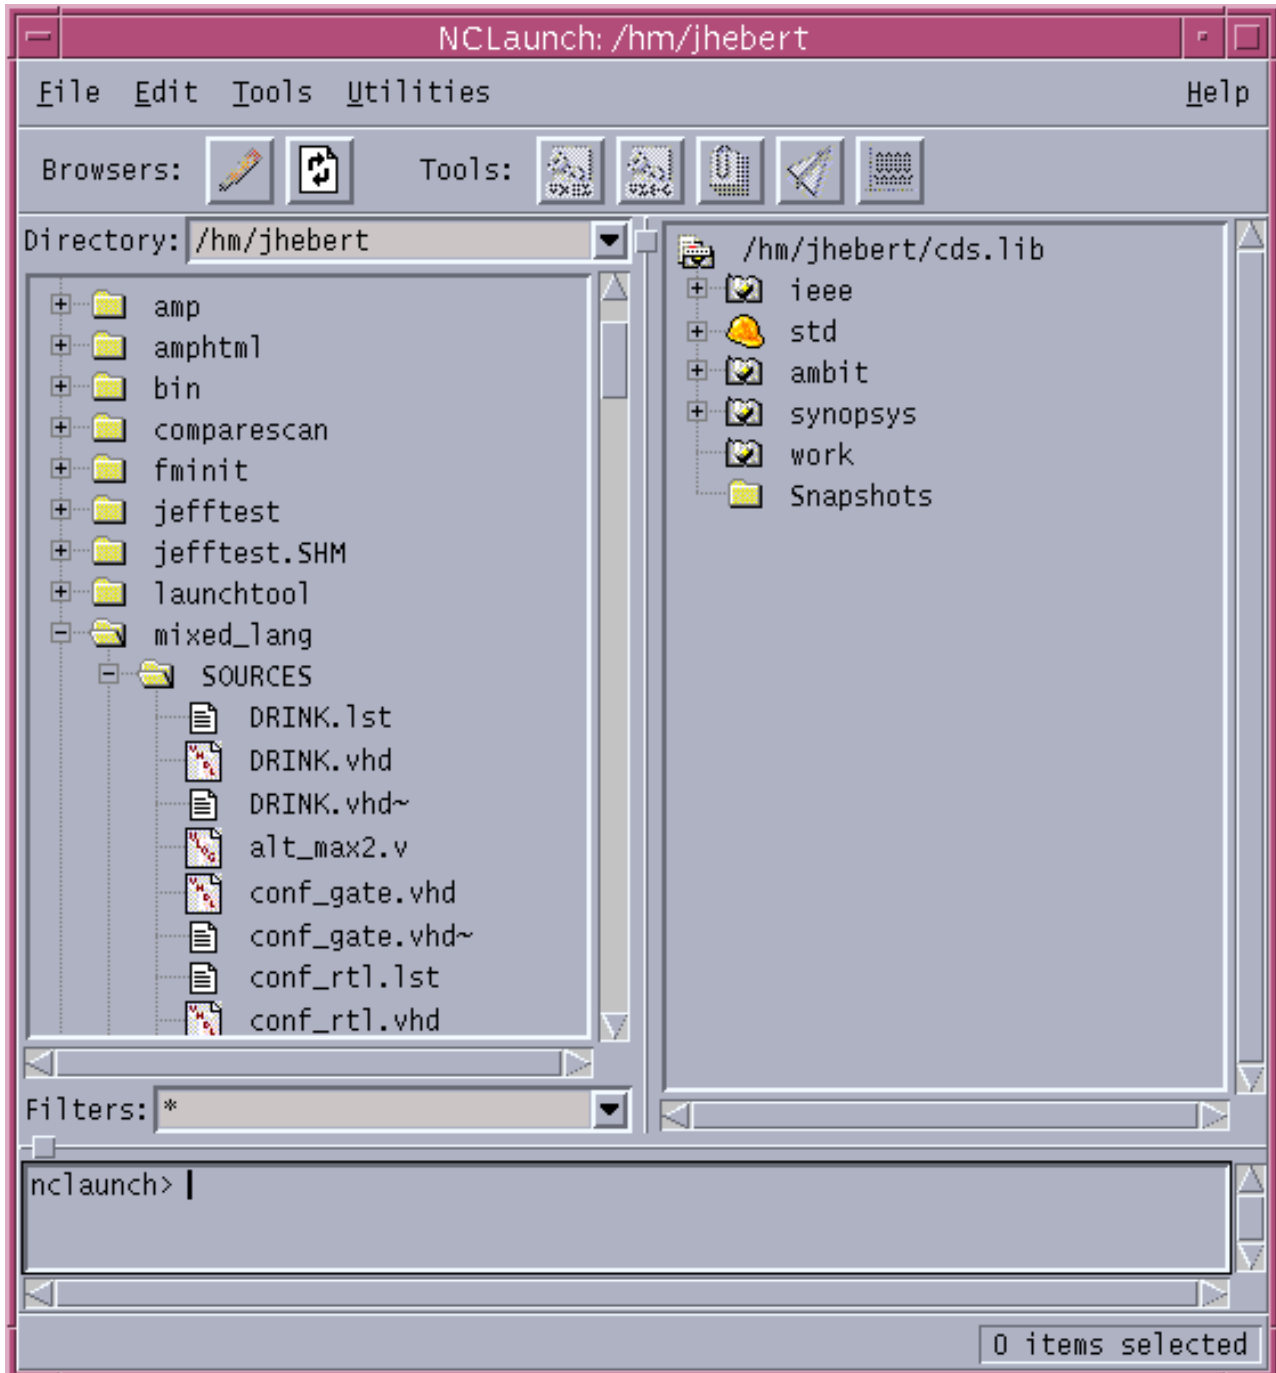 NCLaunch: /hm/jhebert
File Edit Tools Utilities Help
Browsers: Tools:
Directory: /hm/jhebert
amp
amphtml
bin
comparescan
fminit
jefftest
jefftest.SHM
launchtool
mixed_lang
SOURCES
DRINK.lst
DRINK.vhd
DRINK.vhd~
alt_max2.v
conf_gate.vhd
conf_gate.vhd~
conf_rtl.lst
conf_rtl.vhd
Filters: *
/hm/jhebert/cds.lib
ieee
std
ambit
synopsys
work
Snapshots
nclaunch>
0 items selected